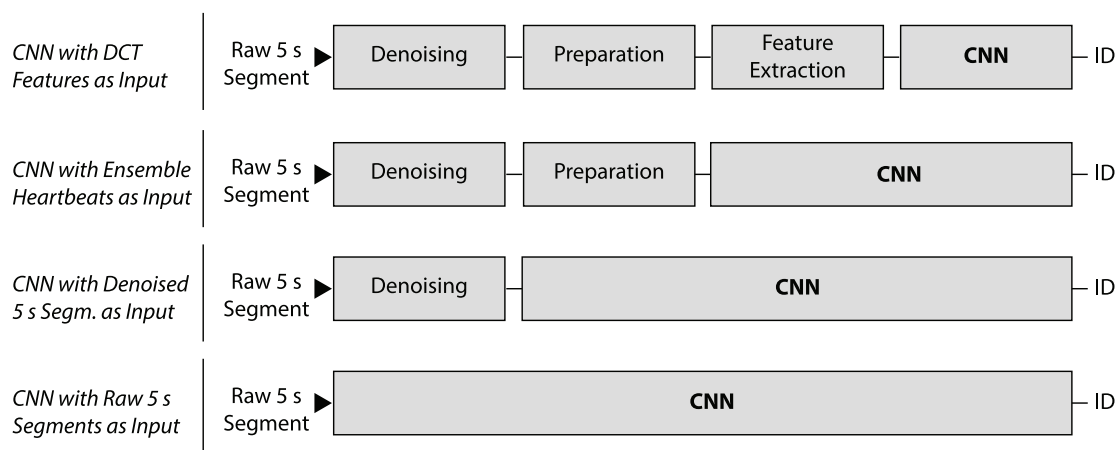 CNN with DCT
Features as Input
Raw 5 s
Segment
Denoising
Preparation
Feature
Extraction
CNN
ID
CNN with Ensemble
Heartbeats as Input
Raw 5 s
Segment
Denoising
Preparation
CNN
ID
CNN with Denoised
5 s Segm. as Input
Raw 5 s
Segment
Denoising
CNN
ID
CNN with Raw 5 s
Segments as Input
Raw 5 s
Segment
CNN
ID